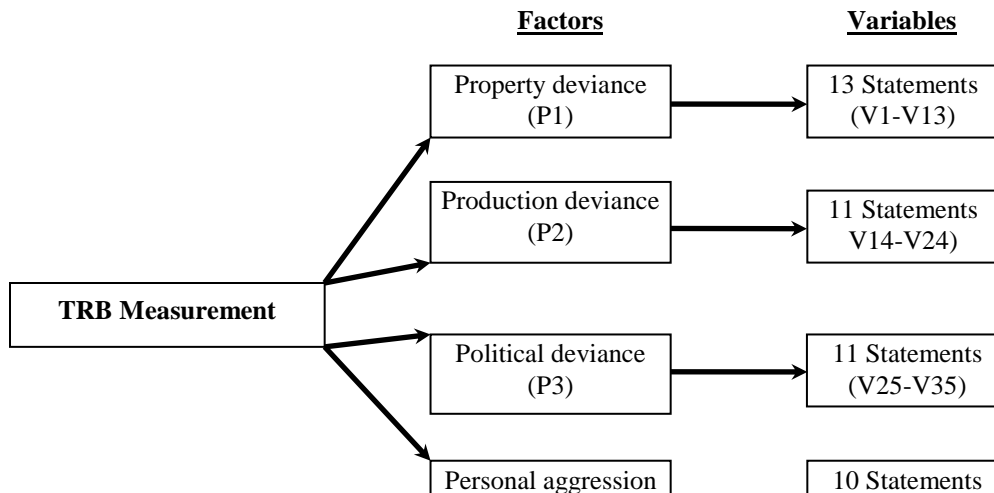 Factors
Variables
Property deviance
(P1)
13 Statements
(V1-V13)
Production deviance
(P2)
11 Statements
V14-V24)
TRB Measurement
Political deviance
(P3)
11 Statements
(V25-V35)
Personal aggression
10 Statements